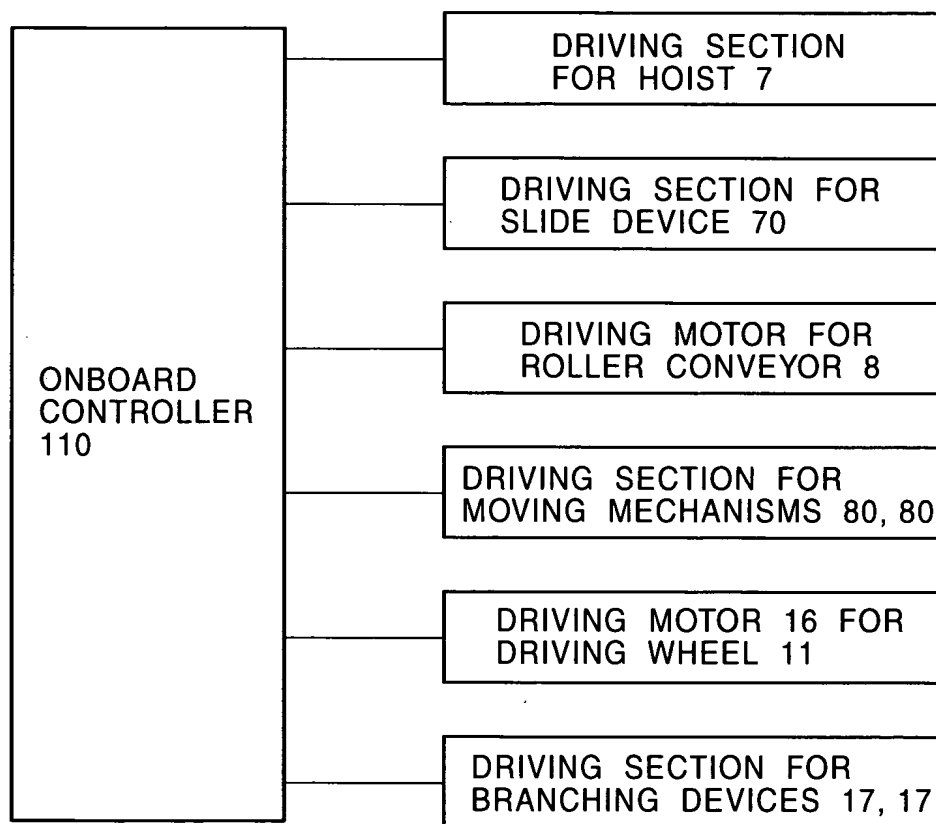 DRIVING SECTION
FOR HOIST 7
DRIVING SECTION FOR
SLIDE DEVICE 70
DRIVING MOTOR FOR
ROLLER CONVEYOR 8
ONBOARD
CONTROLLER
110
DRIVING SECTION FOR
MOVING MECHANISMS 80, 80
DRIVING MOTOR 16 FOR
DRIVING WHEEL 11
DRIVING SECTION FOR
BRANCHING DEVICES 17, 17